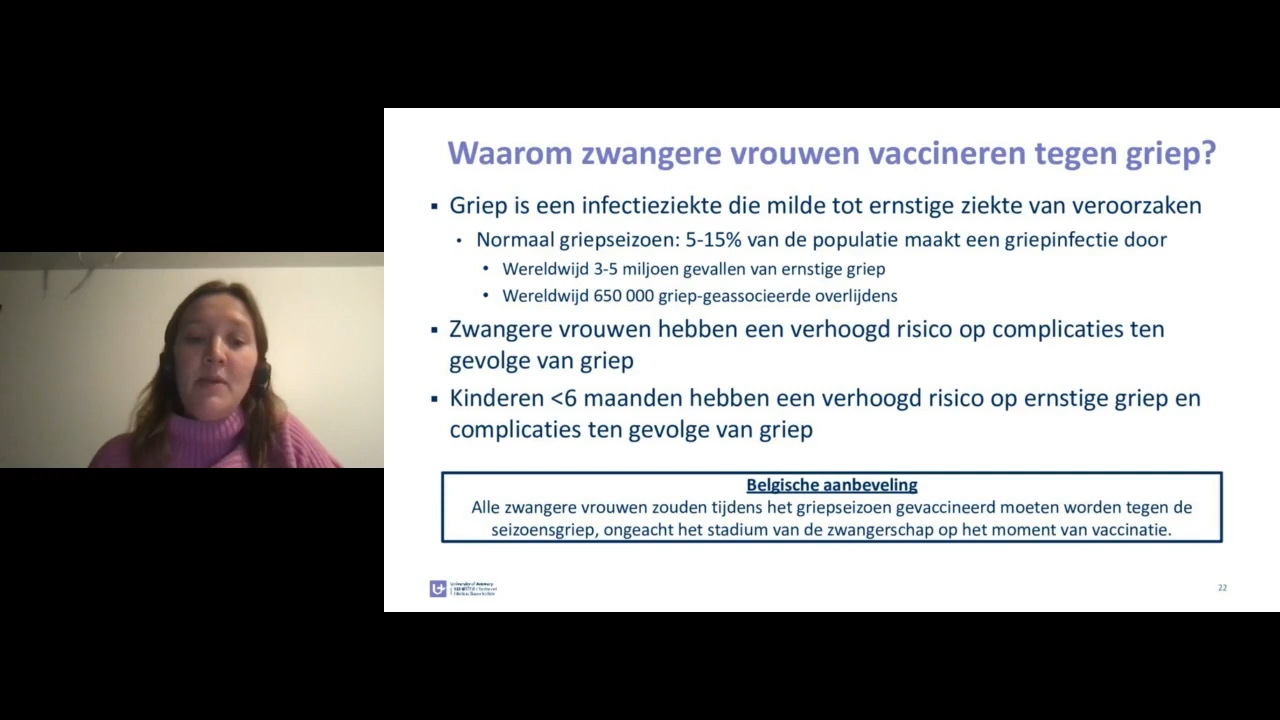 Waarom zwangere vrouwen vaccineren tegen griep?
▪ Griep is een infectieziekte die milde tot ernstige ziekte van veroorzaken
• Normaal griepseizoen: 5-15% van de populatie maakt een griepinfectie door
• Wereldwijd 3-5 miljoen gevallen van ernstige griep
• Wereldwijd 650 000 griep-geassocieerde overlijdens
▪ Zwangere vrouwen hebben een verhoogd risico op complicaties ten
gevolge van griep
▪ Kinderen <6 maanden hebben een verhoogd risico op ernstige griep en
complicaties ten gevolge van griep
Belgische aanbeveling
Alle zwangere vrouwen zouden tijdens het griepseizoen gevaccineerd moeten worden tegen de
seizoensgriep, ongeacht het stadium van de zwangerschap op het moment van vaccinatie.
University of Antwerp
22